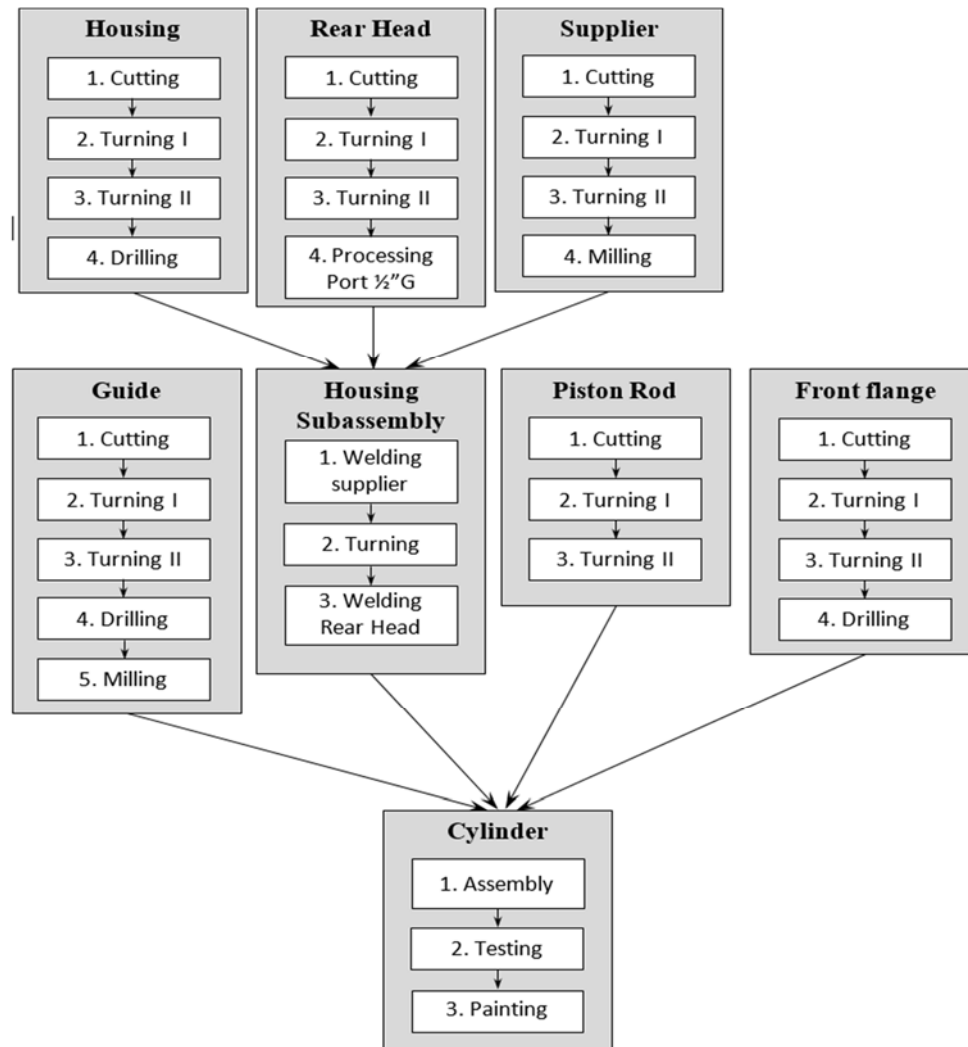 Housing
1. Cutting
2. Turning I
3. Turning II
4. Drilling
Rear Head
1. Cutting
2. Turning I
3. Turning II
4. Processing
Port ½”G
Supplier
1. Cutting
2. Turning I
3. Turning II
4. Milling
Guide
1. Cutting
2. Turning I
3. Turning II
4. Drilling
5. Milling
Housing
Subassembly
1. Welding
supplier
2. Turning
3. Welding
Rear Head
Piston Rod
1. Cutting
2. Turning I
3. Turning II
Front flange
1. Cutting
2. Turning I
3. Turning II
4. Drilling
Cylinder
1. Assembly
2. Testing
3. Painting